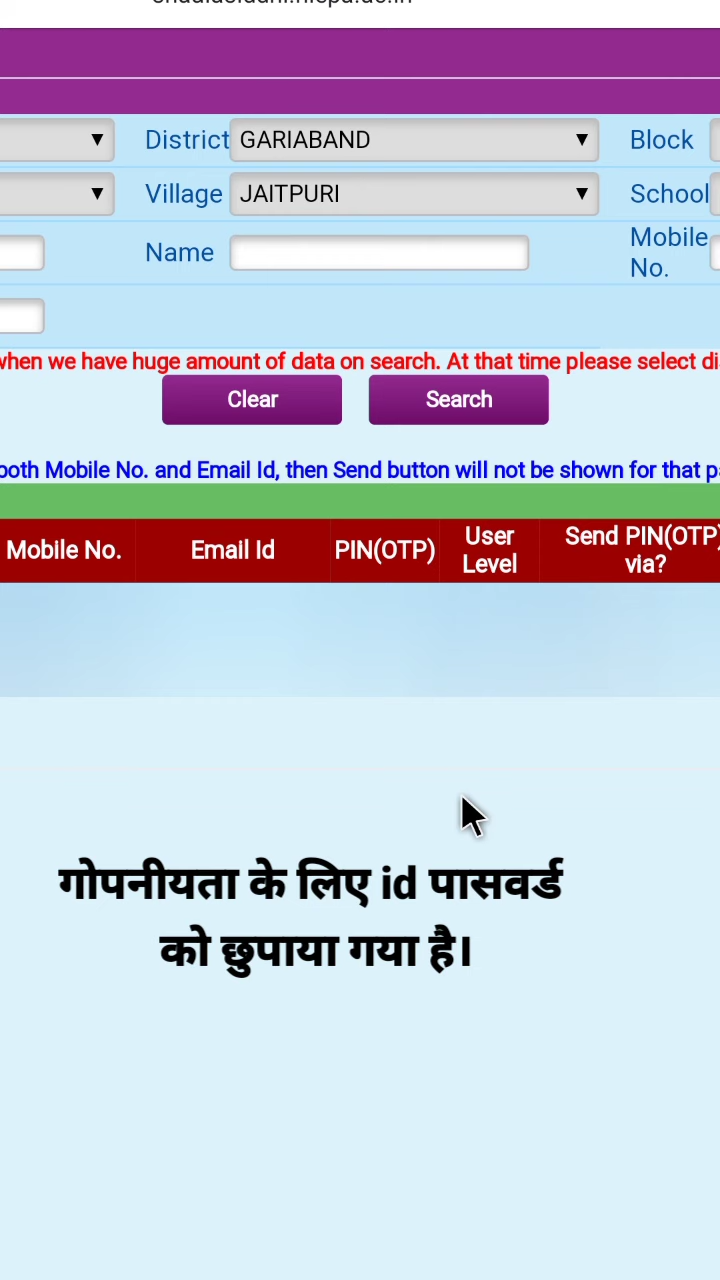 District GARIABAND ▼ Block
Village JAITPURI ▼ School
Name Mobile No.
when we have huge amount of data on search. At that time please select
Clear Search
both Mobile No. and Email Id, then Send button will not be shown for that
Mobile No. Email Id PIN(OTP) User Level Send PIN(OTP) via?
गोपनीयता के लिए id पासवर्ड
को छुपाया गया है।